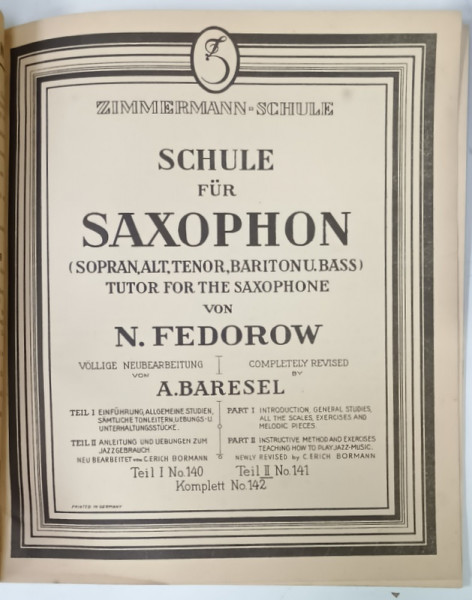 ZIMMERMANN-SCHULE
SCHULE
FÜR
SAXOPHON
(SOPRAN, ALT, TENOR, BARITON U. BASS)
TUTOR FOR THE SAXOPHONE
VON
N. FEDOROW
VÖLLIGE NEUBEARBEITUNG
VON
COMPLETELY REVISED
BY
A. BARESEL
TEIL I EINFÜHRUNG, ALLGEMEINE STUDIEN,
SÄMTLICHE TONLEITERN, UEBUNGS- U.
UNTERHALTUNGSSTÜCKE.
TEIL II ANLEITUNG UND UEBUNGEN ZUM
JAZZGEBRAUCH
NEU BEARBEITET VON C. ERICH BORMANN
PART I INTRODUCTION, GENERAL STUDIES,
ALL THE SCALES, EXERCISES AND
MELODIC PIECES.
PART II INSTRUCTIVE METHOD AND EXERCISES
TEACHING HOW TO PLAY JAZZ-MUSIC.
NEWLY REVISED by C. ERICH BORMANN
Teil I No. 140 Teil II No. 141
Komplett No. 142
PRINTED IN GERMANY